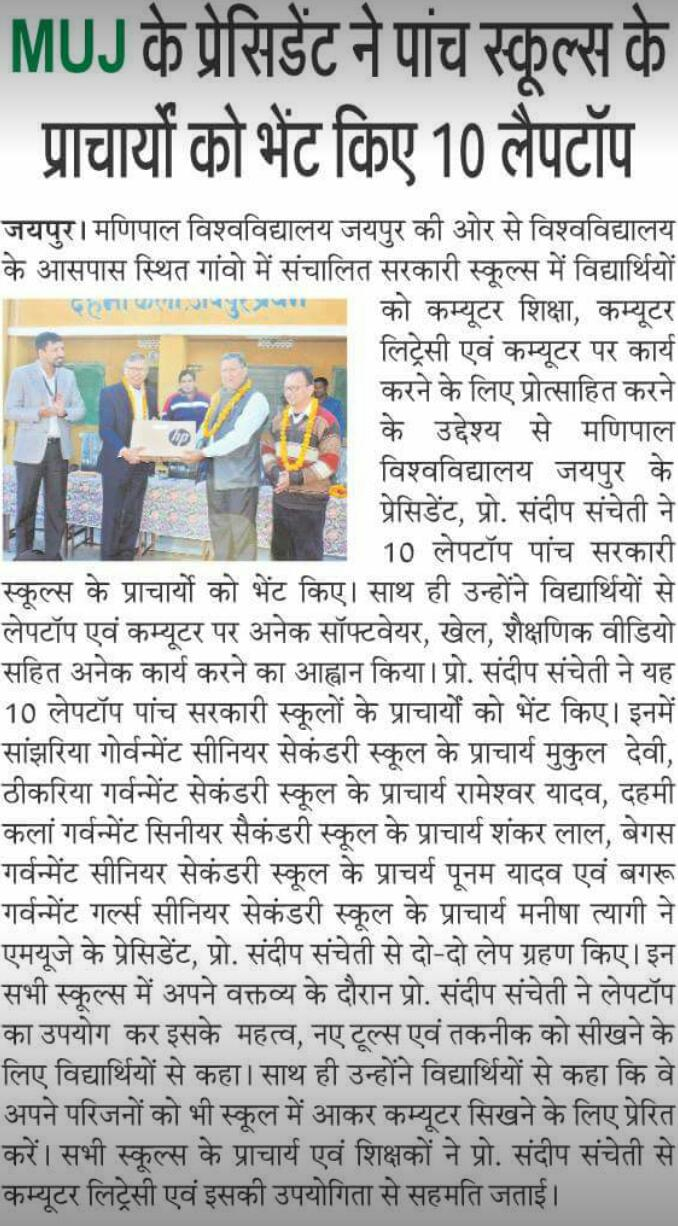 MUJ के प्रेसिडेंट ने पांच स्कूल्स के
प्राचार्यो को भेंट किए 10 लैपटॉप
जयपुर। मणिपाल विश्वविद्यालय जयपुर की ओर से विश्वविद्यालय
के आसपास स्थित गांवो में संचालित सरकारी स्कूल्स में विद्यार्थियों
को कम्यूटर शिक्षा, कम्यूटर
लिट्रेसी एवं कम्यूटर पर कार्य
करने के लिए प्रोत्साहित करने
के उद्देश्य से मणिपाल
विश्वविद्यालय जयपुर के
प्रेसिडेंट, प्रो. संदीप संचेती ने
10 लेपटॉप पांच सरकारी
स्कूल्स के प्राचार्यो को भेंट किए। साथ ही उन्होंने विद्यार्थियों से
लेपटॉप एवं कम्यूटर पर अनेक सॉफ्टवेयर, खेल, शैक्षणिक वीडियो
सहित अनेक कार्य करने का आह्वान किया। प्रो. संदीप संचेती ने यह
10 लेपटॉप पांच सरकारी स्कूलों के प्राचार्यों को भेंट किए। इनमें
सांझरिया गोर्वन्मेंट सीनियर सेकंडरी स्कूल के प्राचार्य मुकुल देवी,
ठीकरिया गर्वन्मेंट सेकंडरी स्कूल के प्राचार्य रामेश्वर यादव, दहमी
कलां गर्वन्मेंट सिनीयर सैकंडरी स्कूल के प्राचार्य शंकर लाल, बेगस
गर्वन्मेंट सीनियर सेकंडरी स्कूल के प्राचर्य पूनम यादव एवं बगरू
गर्वन्मेंट गर्ल्स सीनियर सेकंडरी स्कूल के प्राचार्य मनीषा त्यागी ने
एमयूजे के प्रेसिडेंट, प्रो. संदीप संचेती से दो-दो लेप ग्रहण किए। इन
सभी स्कूल्स में अपने वक्तव्य के दौरान प्रो. संदीप संचेती ने लेपटॉप
का उपयोग कर इसके महत्व, नए टूल्स एवं तकनीक को सीखने के
लिए विद्यार्थियों से कहा। साथ ही उन्होंने विद्यार्थियों से कहा कि वे
अपने परिजनों को भी स्कूल में आकर कम्यूटर सिखने के लिए प्रेरित
करें। सभी स्कूल्स के प्राचार्य एवं शिक्षकों ने प्रो. संदीप संचेती से
कम्यूटर लिट्रेसी एवं इसकी उपयोगिता से सहमति जताई।
hp